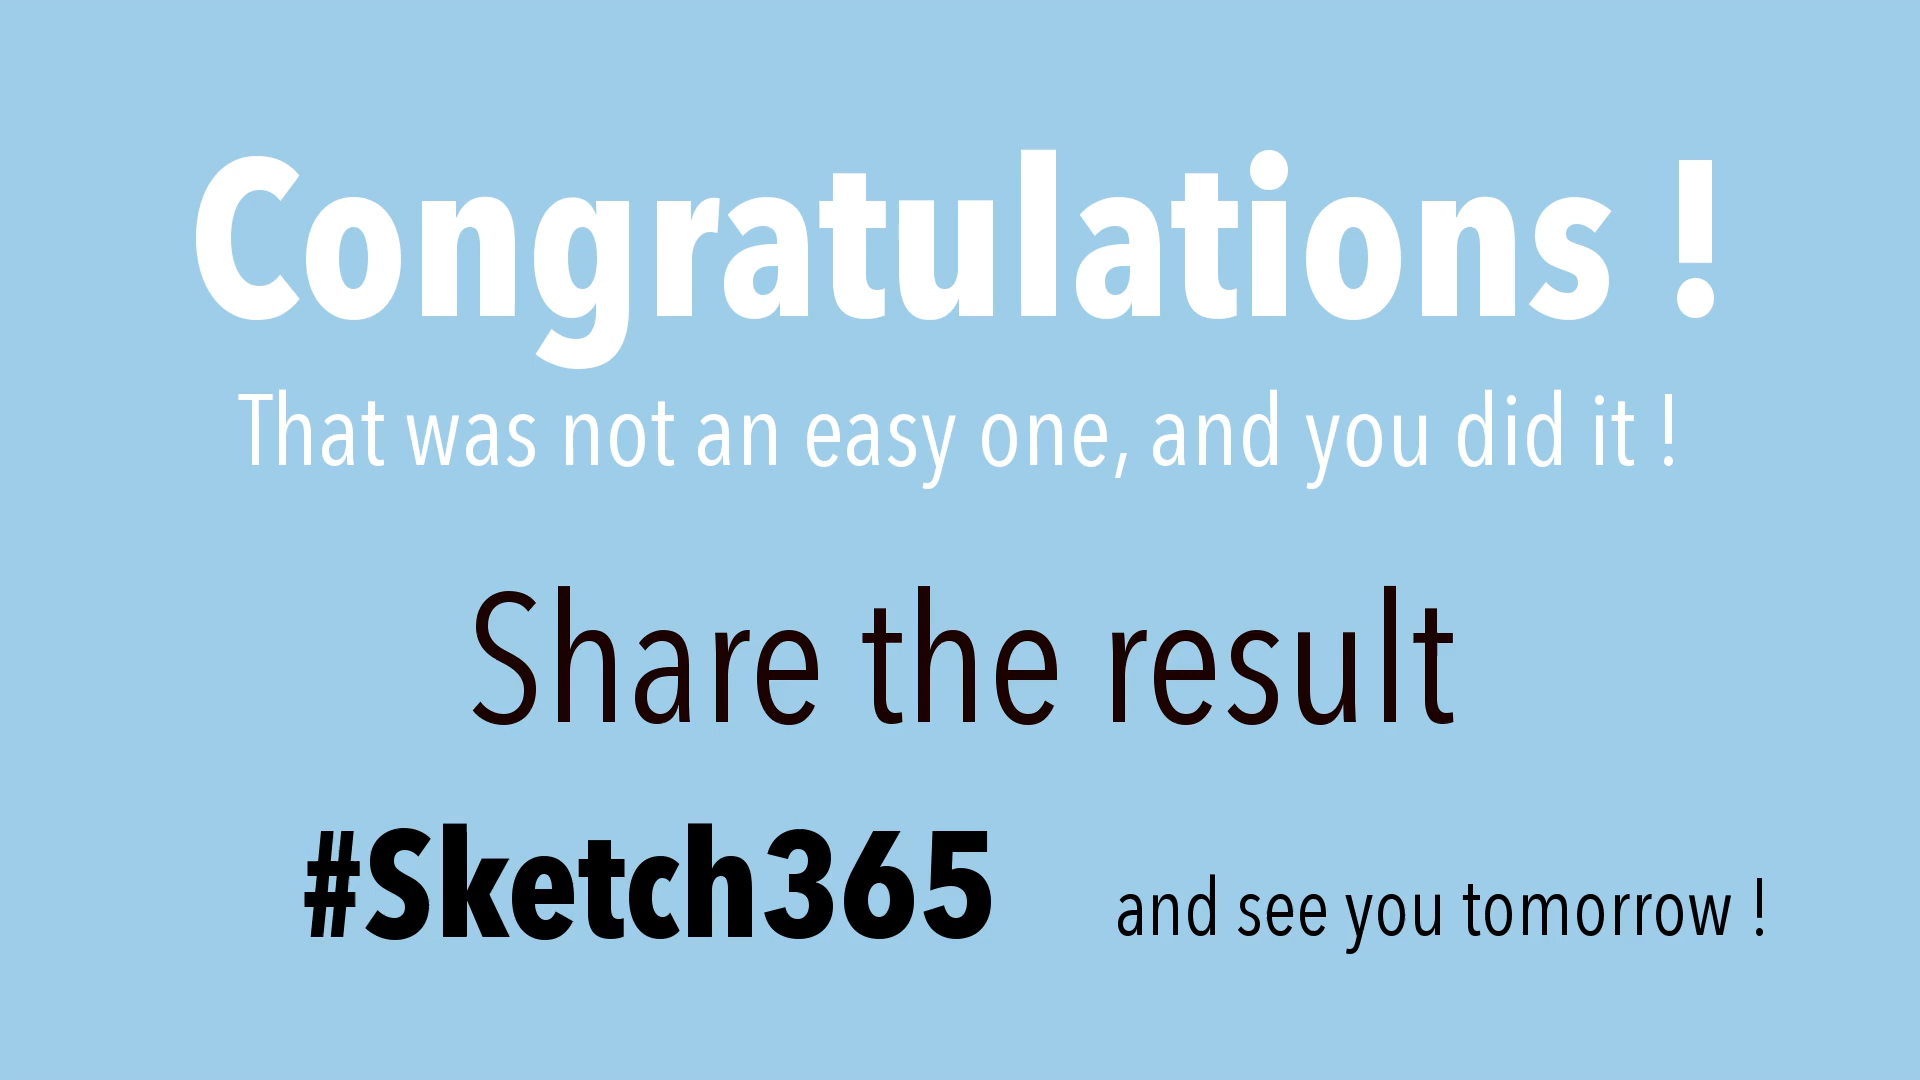 Congratulations !
That was not an easy one, and you did it !
Share the result
#Sketch365 and see you tomorrow !